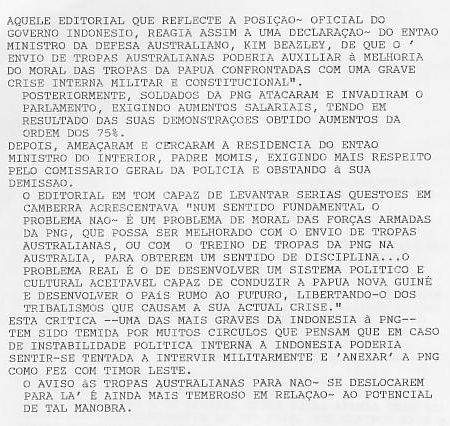 AQUELE EDITORIAL QUE REFLECTE A POSIÇAO~ OFICIAL DO
GOVERNO INDONESIO, REAGIA ASSIM A UMA DECLARAÇAO~ DO ENTAO
MINISTRO DA DEFESA AUSTRALIANO, KIM BEAZLEY, DE QUE O '
ENVIO DE TROPAS AUSTRALIANAS PODERIA AUXILIAR à MELHORIA
DO MORAL DAS TROPAS DA PAPUA CONFRONTADAS COM UMA GRAVE
CRISE INTERNA MILITAR E CONSTITUCIONAL".
POSTERIORMENTE, SOLDADOS DA PNG ATACARAM E INVADIRAM O
PARLAMENTO, EXIGINDO AUMENTOS SALARIAIS, TENDO EM
RESULTADO DAS SUAS DEMONSTRAÇOES OBTIDO AUMENTOS DA
ORDEM DOS 75%.
DEPOIS, AMEAÇARAM E CERCARAM A RESIDENCIA DO ENTAO
MINISTRO DO INTERIOR, PADRE MOMIS, EXIGINDO MAIS RESPEITO
PELO COMISSARIO GERAL DA POLICIA E OBSTANDO à SUA
DEMISSAO.
O EDITORIAL EM TOM CAPAZ DE LEVANTAR SERIAS QUESTOES EM
CAMBERRA ACRESCENTAVA "NUM SENTIDO FUNDAMENTAL O
PROBLEMA NAO~ É UM PROBLEMA DE MORAL DAS FORÇAS ARMADAS
DA PNG, QUE POSSA SER MELHORADO COM O ENVIO DE TROPAS
AUSTRALIANAS, OU COM O TREINO DE TROPAS DA PNG NA
AUSTRALIA, PARA OBTEREM UM SENTIDO DE DISCIPLINA...O
PROBLEMA REAL É O DE DESENVOLVER UM SISTEMA POLITICO E
CULTURAL ACEITAVEL CAPAZ DE CONDUZIR A PAPUA NOVA GUINÉ
E DESENVOLVER O PAíS RUMO AO FUTURO, LIBERTANDO-O DOS
TRIBALISMOS QUE CAUSAM A SUA ACTUAL CRISE."
ESTA CRITICA --UMA DAS MAIS GRAVES DA INDONESIA à PNG--
TEM SIDO TEMIDA POR MUITOS CIRCULOS QUE PENSAM QUE EM CASO
DE INSTABILIDADE POLITICA INTERNA A INDONESIA PODERIA
SENTIR-SE TENTADA A INTERVIR MILITARMENTE E 'ANEXAR' A PNG
COMO FEZ COM TIMOR LESTE.
O AVISO àS TROPAS AUSTRALIANAS PARA NAO~ SE DESLOCAREM
PARA LA' É AINDA MAIS TEMEROSO EM RELAÇAO~ AO POTENCIAL
DE TAL MANOBRA.